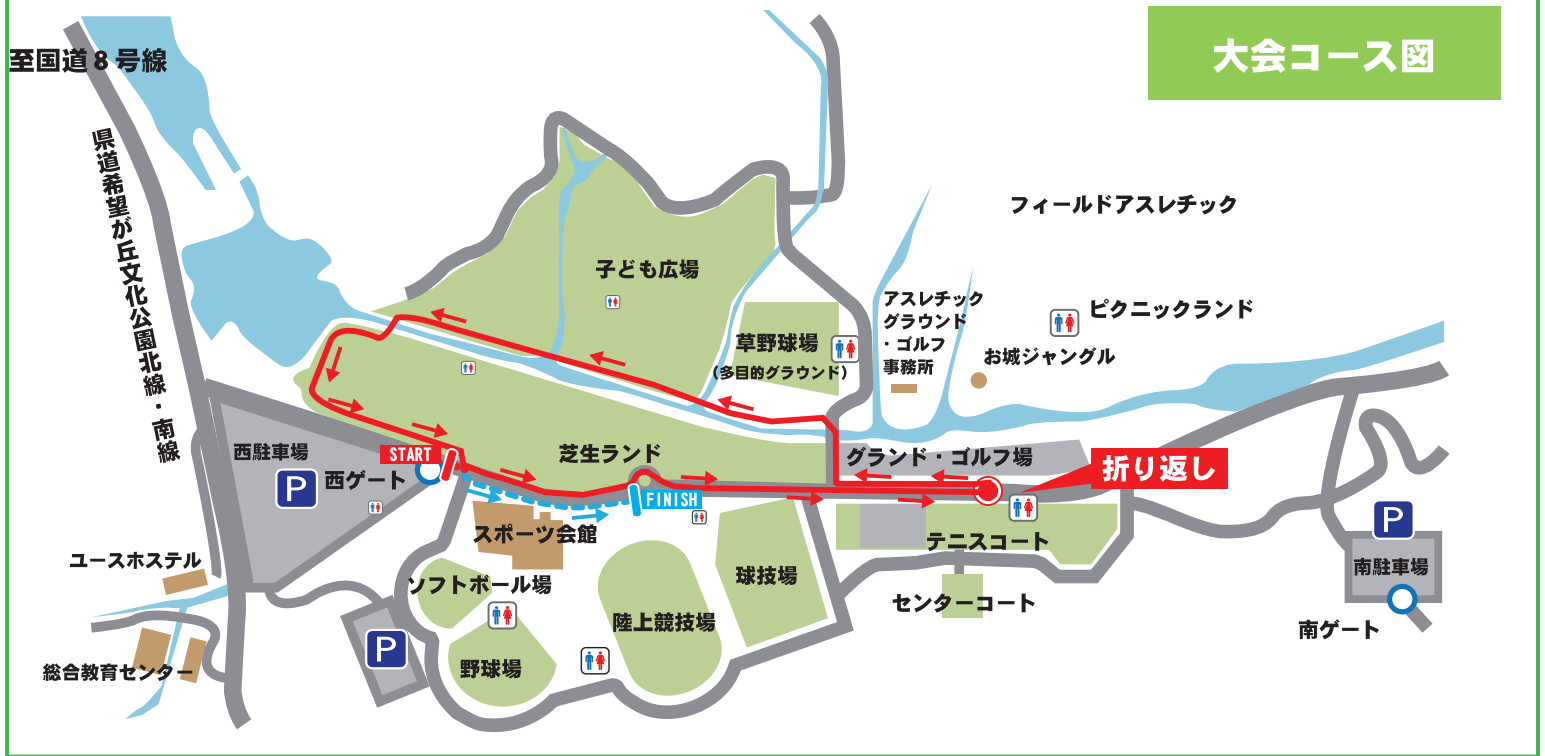 大会コース図
至国道8号線
県道希望が丘文化公園北線・南線
フィールドアスレチック
子ども広場
アスレチック
グラウンド
・ゴルフ
事務所
ピクニックランド
草野球場
(多目的グラウンド)
お城ジャングル
西駐車場
START
芝生ランド
グランド・ゴルフ場
折り返し
P
西ゲート
FINISH
P
スポーツ会館
テニスコート
ユースホステル
南駐車場
ソフトボール場
球技場
センターコート
陸上競技場
南ゲート
P
野球場
総合教育センター